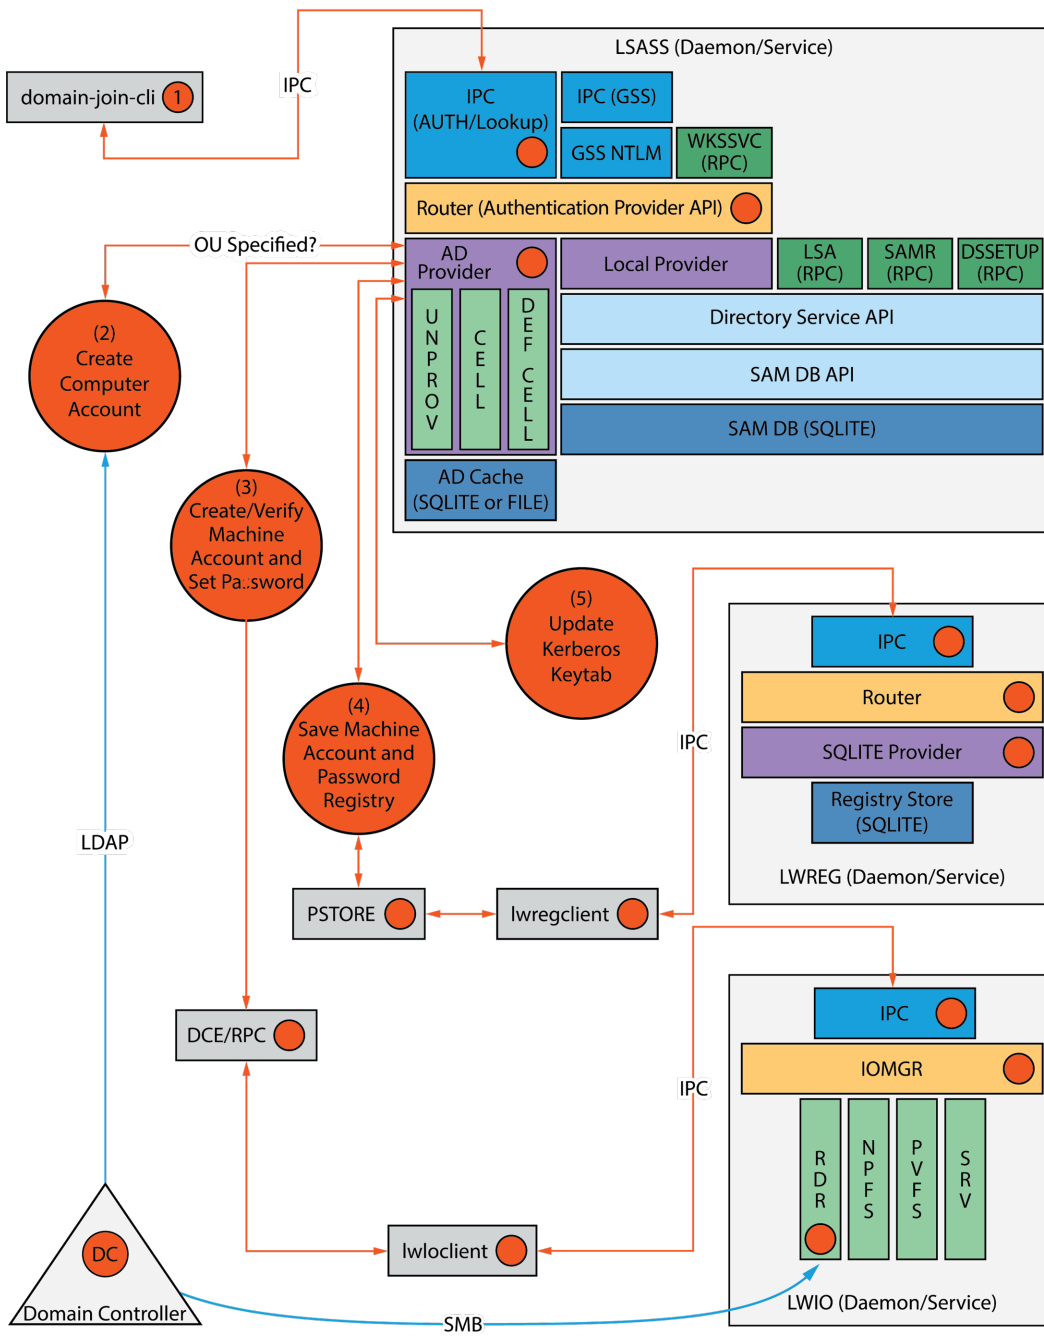 IPC
domain-join-cli
1
LSASS (Daemon/Service)
IPC
(AUTH/Lookup)
IPC (GSS)
GSS NTLM
WKSSVC
(RPC)
Router (Authentication Provider API)
OU Specified?
AD
Provider
U
N
P
R
O
V
C
E
L
L
D
E
F
C
E
L
L
Local Provider
LSA
(RPC)
SAMR
(RPC)
DSSETUP
(RPC)
Directory Service API
SAM DB API
SAM DB (SQLITE)
AD Cache
(SQLITE or FILE)
(2)
Create
Computer
Account
(3)
Create/Verify
Machine
Account and
Set Password
(5)
Update
Kerberos
Keytab
(4)
Save Machine
Account and
Password
Registry
IPC
IPC
Router
SQLITE Provider
Registry Store
(SQLITE)
LWREG (Daemon/Service)
LDAP
PSTORE
lwregclient
DCE/RPC
IPC
IPC
IOMGR
R
D
R
N
P
F
S
P
V
F
S
S
R
V
LWIO (Daemon/Service)
lwloclient
DC
Domain Controller
SMB